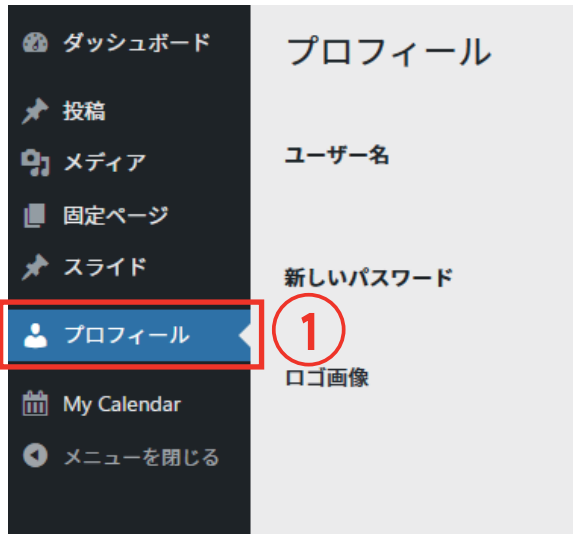 ダッシュボード
投稿
メディア
固定ページ
スライド
プロフィール
My Calendar
メニューを閉じる
プロフィール
ユーザー名
新しいパスワード
1
ロゴ画像